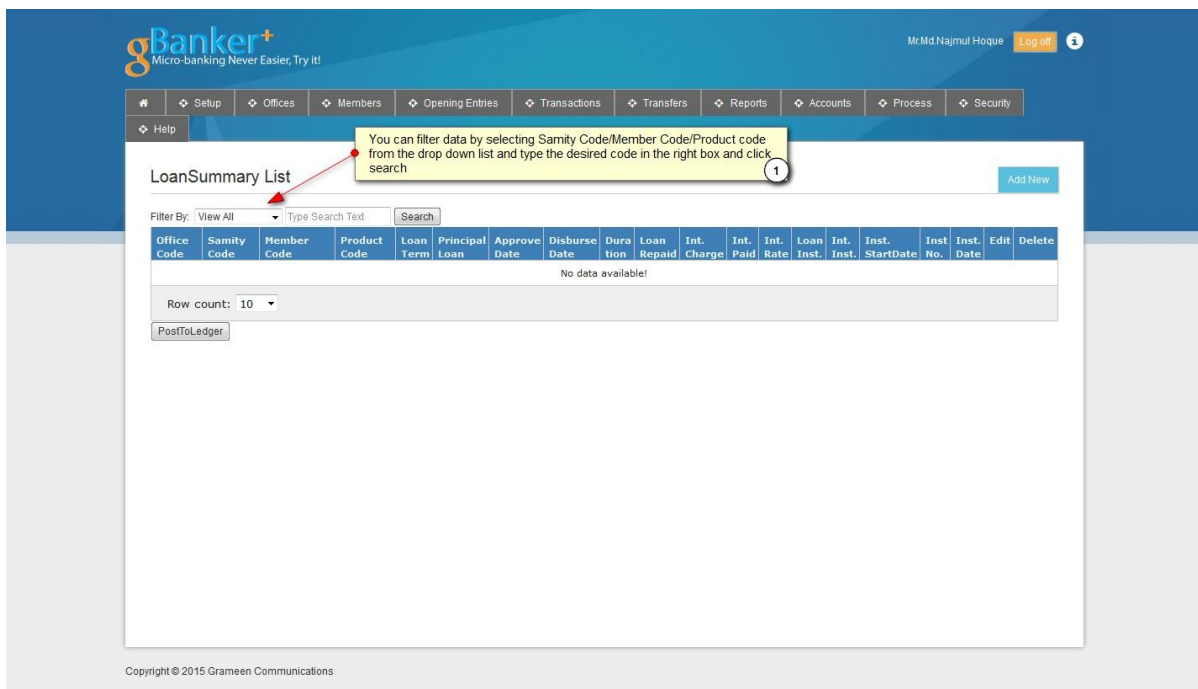 gBanker+
Micro-banking Never Easier, Try it!
Mr.Md.Najmul Hoque Log off i
Setup Offices Members Opening Entries Transactions Transfers Reports Accounts Process Security
Help
You can filter data by selecting Samity Code/Member Code/Product code
from the drop down list and type the desired code in the right box and click
search
1
LoanSummary List
Add New
Filter By: View All Type Search Text Search
Office Code Samity Code Member Code Product Code Loan Term Principal Loan Approve Date Disburse Date Dura tion Loan Repaid Int. Charge Int. Paid Int. Rate Loan Inst. Int. Inst. Inst. StartDate Inst No. Inst. Date Edit Delete
No data available!
Row count: 10
PostToLedger
Copyright © 2015 Grameen Communications